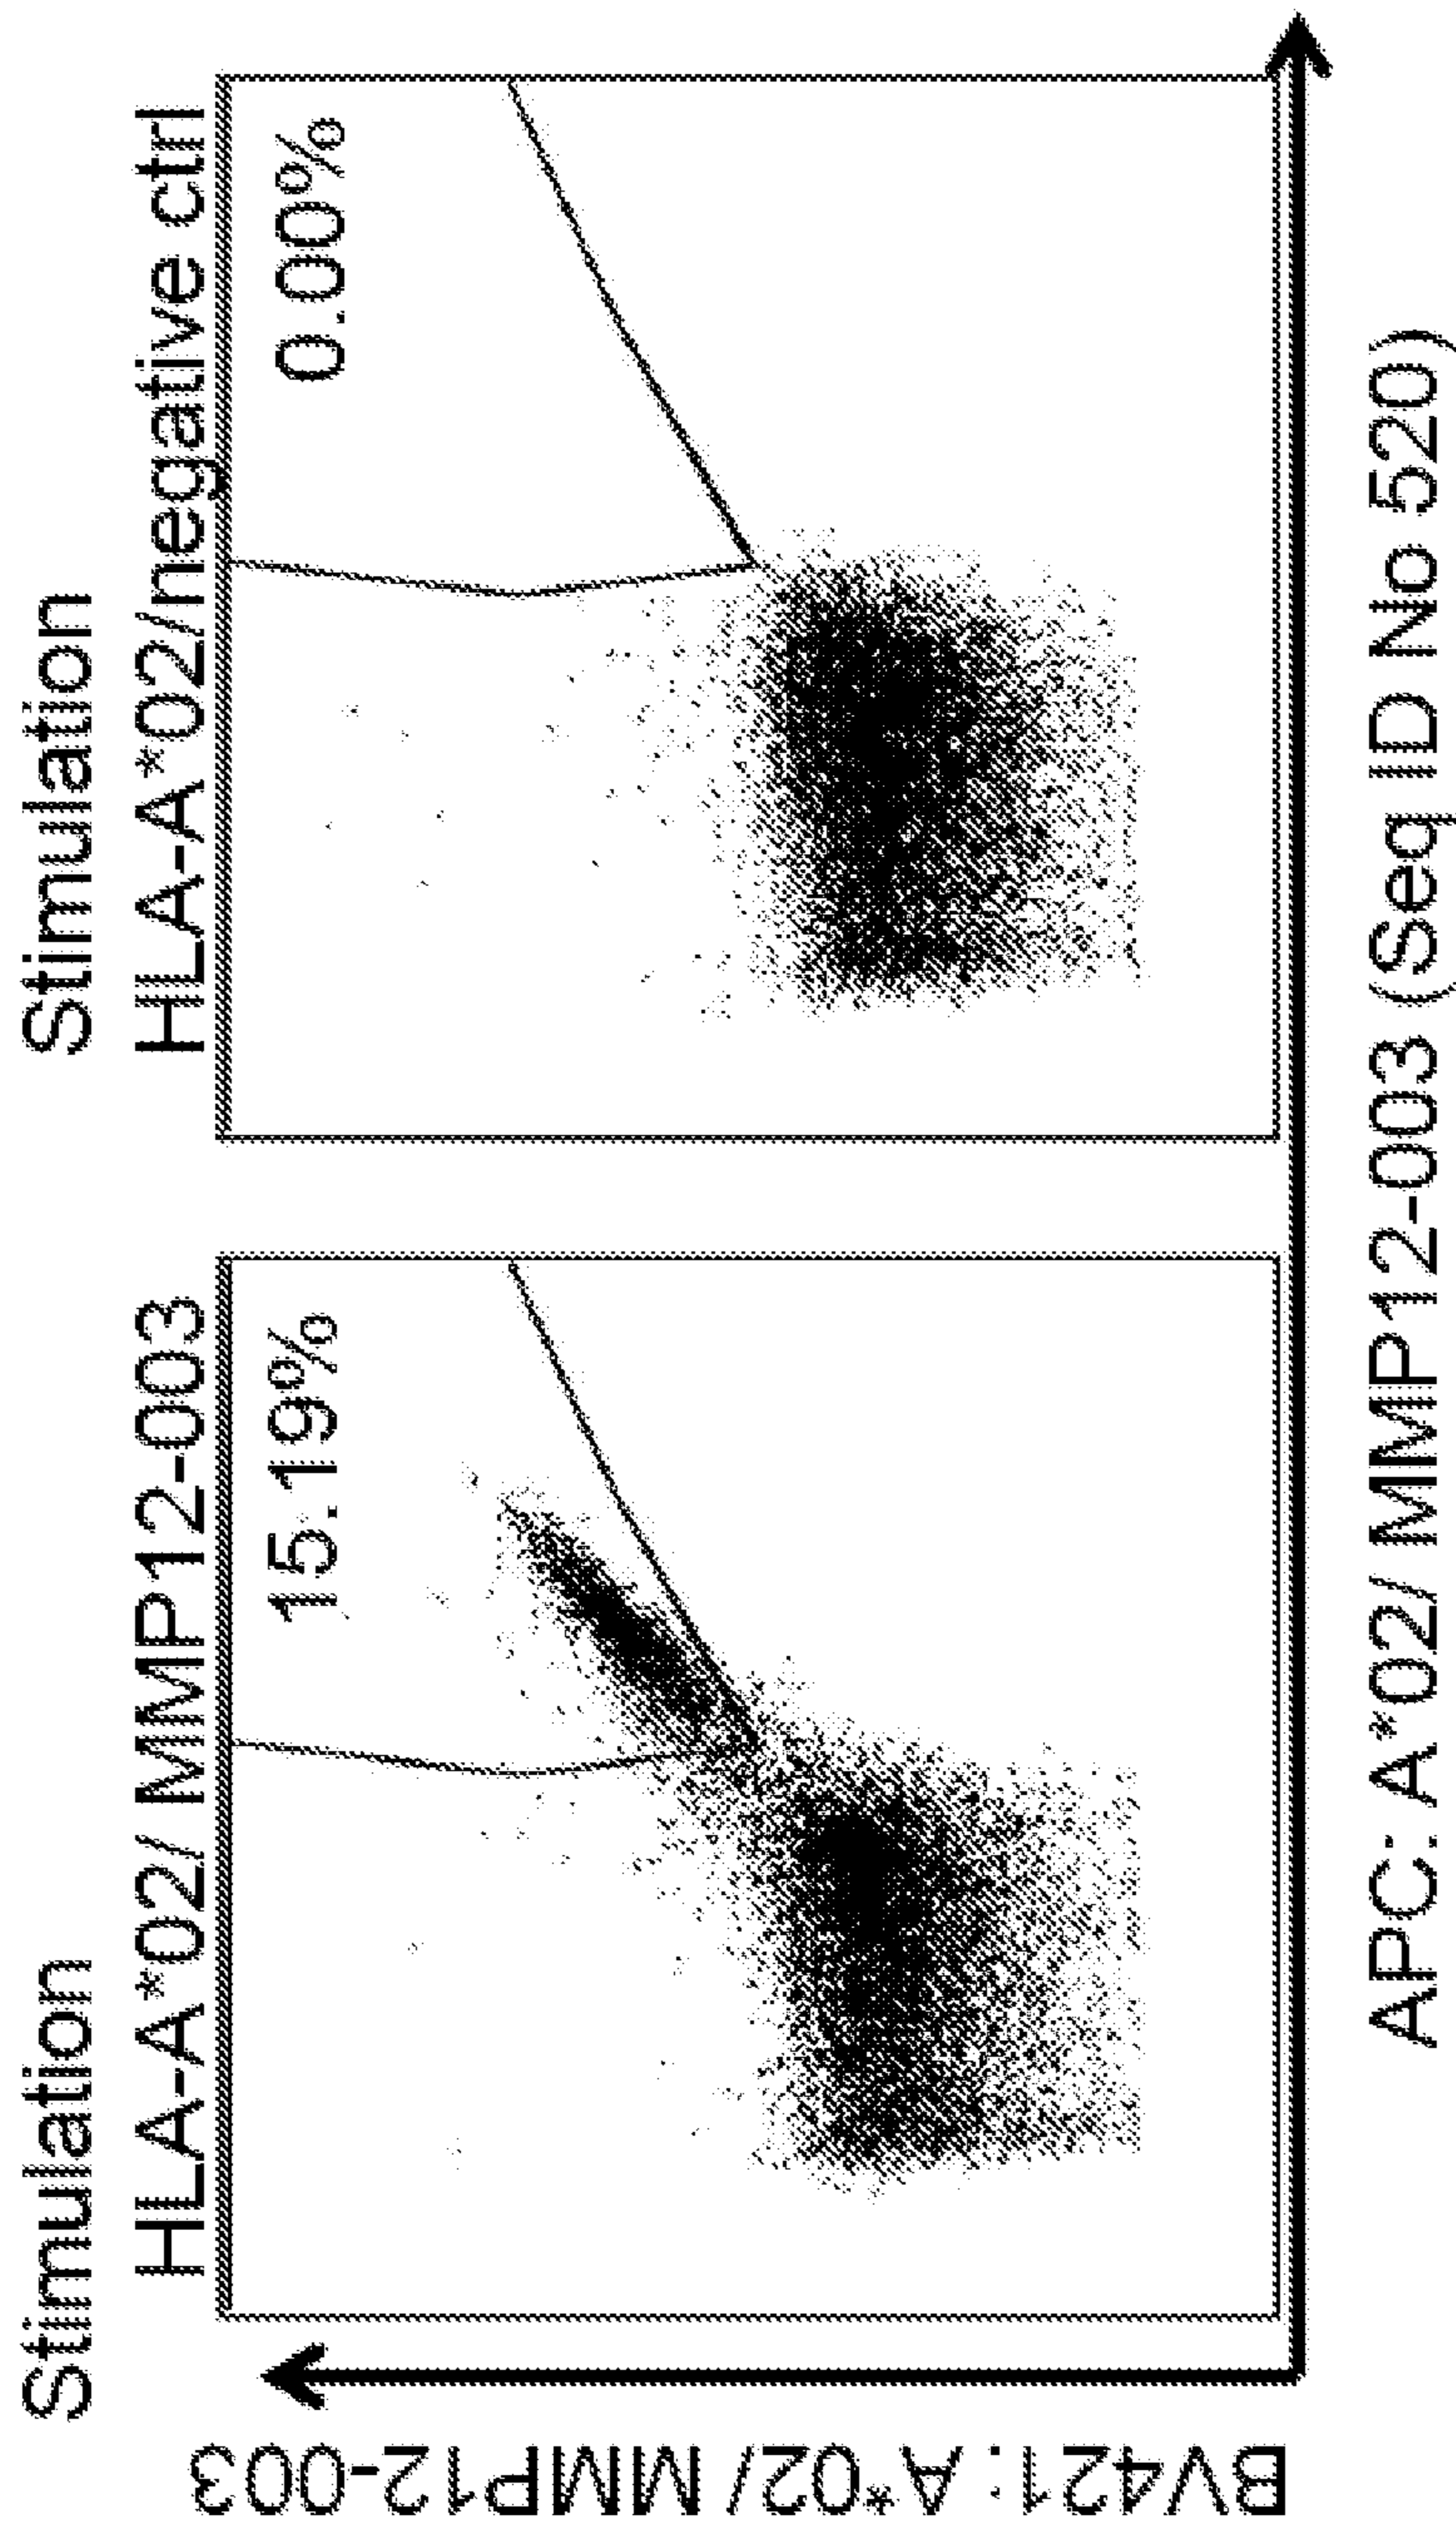 Stimulation
HLA-A*02/ MMP12-003
Stimulation
HLA-A*02/negative ctrl
15.19%
0.00%
BV421: A*02/ MMP12-003
APC: A*02/ MMP12-003 (Seq ID No 520)